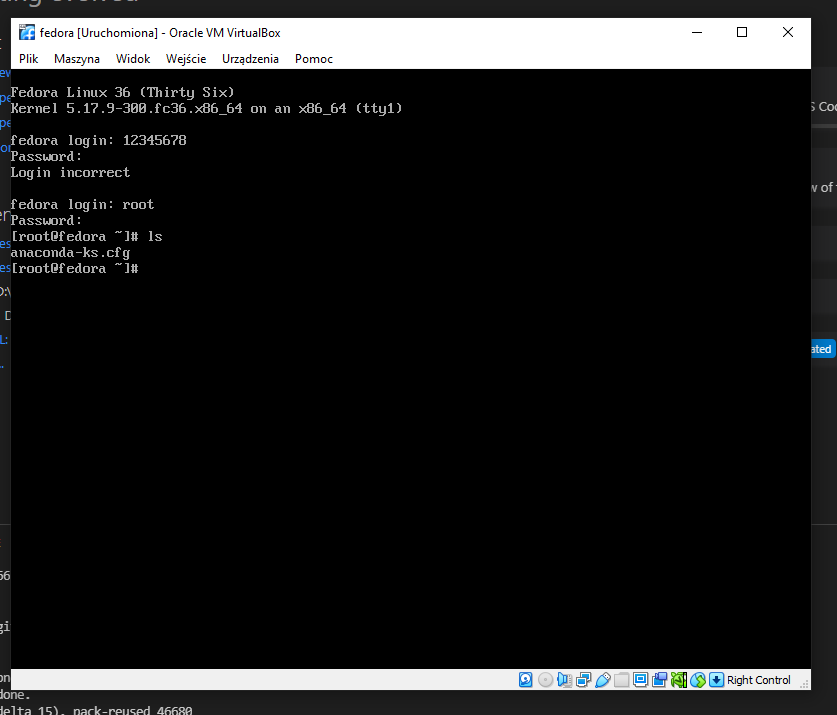 fedora [Uruchomiona] - Oracle VM VirtualBox
Plik Maszyna Widok Wejście Urządzenia Pomoc
Fedora Linux 36 (Thirty Six)
Kernel 5.17.9-300.fc36.x86_64 on an x86_64 (tty1)
fedora login: 12345678
Password:
Login incorrect
fedora login: root
Password:
[root@fedora ~]# ls
anaconda-ks.cfg
[root@fedora ~]#
Right Control
done.
delta 15), pack-reused 46680